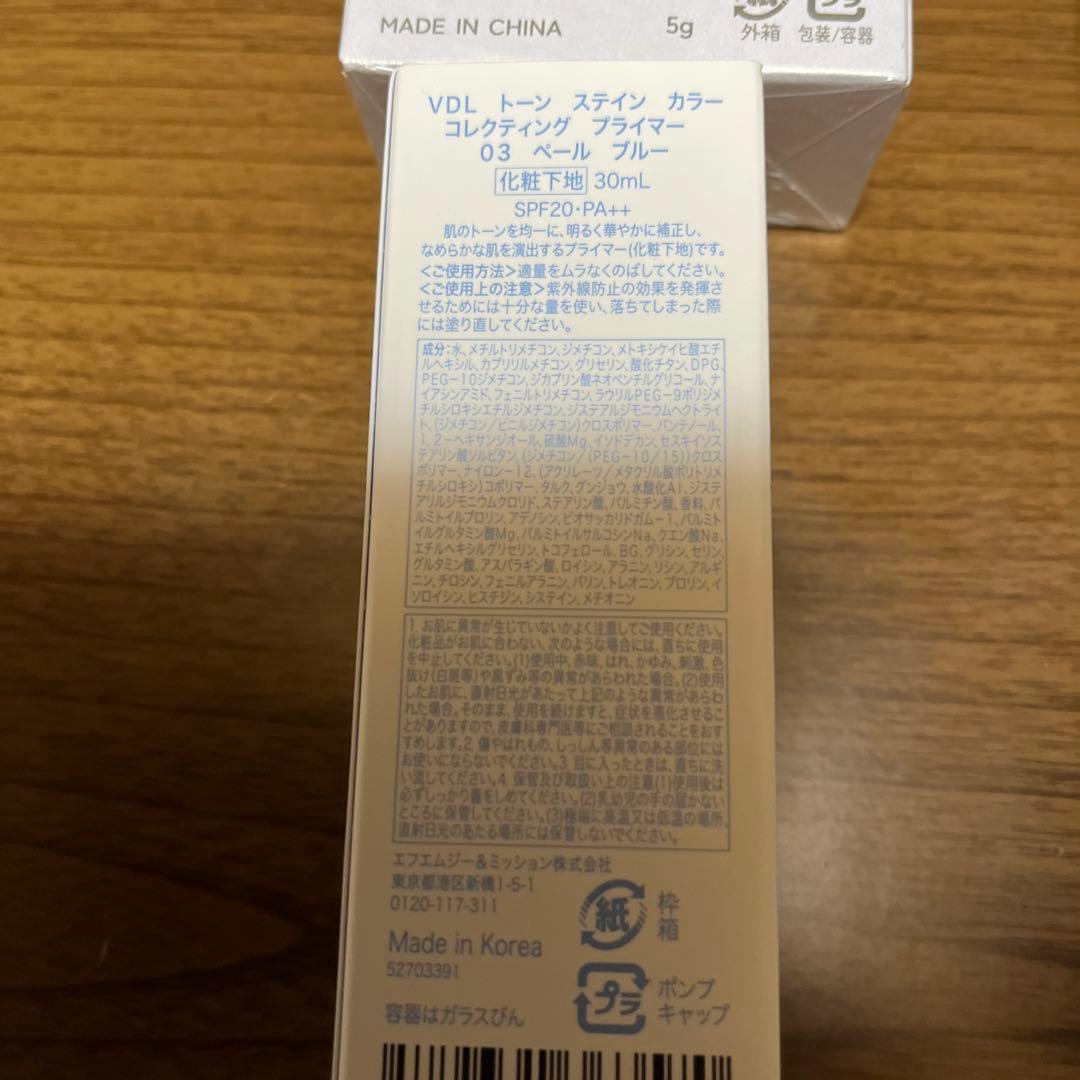 MADE IN CHINA 5g 外箱 包装/容器
VDL トーン ステイン カラー
コレクティング プライマー
03 ペール ブルー
化粧下地 30mL
SPF20・PA++
肌のトーンを均一に、明るく華やかに補正し、
なめらかな肌を演出するプライマー(化粧下地)です。
<ご使用方法>適量をムラなくのばしてください。
<ご使用上の注意>紫外線防止の効果を発揮さ
せるためには十分な量を使い、落ちてしまった際
には塗り直してください。
成分:水、メチルトリメチコン、ジメチコン、メトキシケイヒ酸エチ
ルヘキシル、カプリリルメチコン、グリセリン、酸化チタン、DPG、
PEG-10ジメチコン、ジカプリン酸ネオペンチルグリコール、ナ
イアシンアミド、フェニルトリメチコン、ラウリルPEG-9ポリジメ
チルシロキシエチルジメチコン、ジステアルジモニウムヘクトライ
ト、(ジメチコン/ビニルジメチコン)クロスポリマー、パンテノール、
1,2-ヘキサンジオール、硫酸Mg、イソドデカン、セスキイソス
テアリン酸ソルビタン、(ジメチコン/(PEG-10/15))クロス
ポリマー、ナイロン-12、(アクリレーツ/メタクリル酸ポリトリメ
チルシロキシ)コポリマー、タルク、グンジョウ、水酸化Al、ジステ
アリルジモニウムクロリド、ステアリン酸、パルミチン酸、香料、パ
ルミトイルプロリン、アデノシン、ビオサッカリドガム-1、パルミト
イルグルタミン酸Mg、パルミトイルサルコシンNa、クエン酸Na、
エチルヘキシルグリセリン、トコフェロール、BG、グリシン、セリン、
グルタミン酸、アスパラギン酸、ロイシン、アラニン、リシン、アルギ
ニン、チロシン、フェニルアラニン、バリン、トレオニン、プロリン、イ
ソロイシン、ヒスチジン、システイン、メチオニン
1. お肌に異常が生じていないかよく注意してご使用ください。
化粧品がお肌に合わない、次のような場合には、直ちに使用
を中止してください。(1)使用中、赤味、はれ、かゆみ、刺激、色
抜け(白斑等)や黒ずみ等の異常があらわれた場合。(2)使用
したお肌に、直射日光があたって上記のような異常があらわ
れた場合。そのまま、使用を続けますと、症状を悪化させるこ
とがありますので、皮膚科専門医等にご相談されることをおす
すめします。2. 傷やはれもの、しっしん等異常のある部位には
お使いにならないでください。3. 目に入ったときは、直ちに洗
い流してください。4. 保管及び取扱い上の注意(1)使用後は
必ずしっかり蓋をしめてください。(2)乳幼児の手の届かない
ところに保管してください。(3)極端に高温又は低温の場所、
直射日光のあたる場所には保管しないでください。
エフエムジー&ミッション株式会社
東京都港区新橋1-5-1
0120-117-311
紙 枠箱
Made in Korea
52703391
プラ ポンプ
キャップ
容器はガラスびん